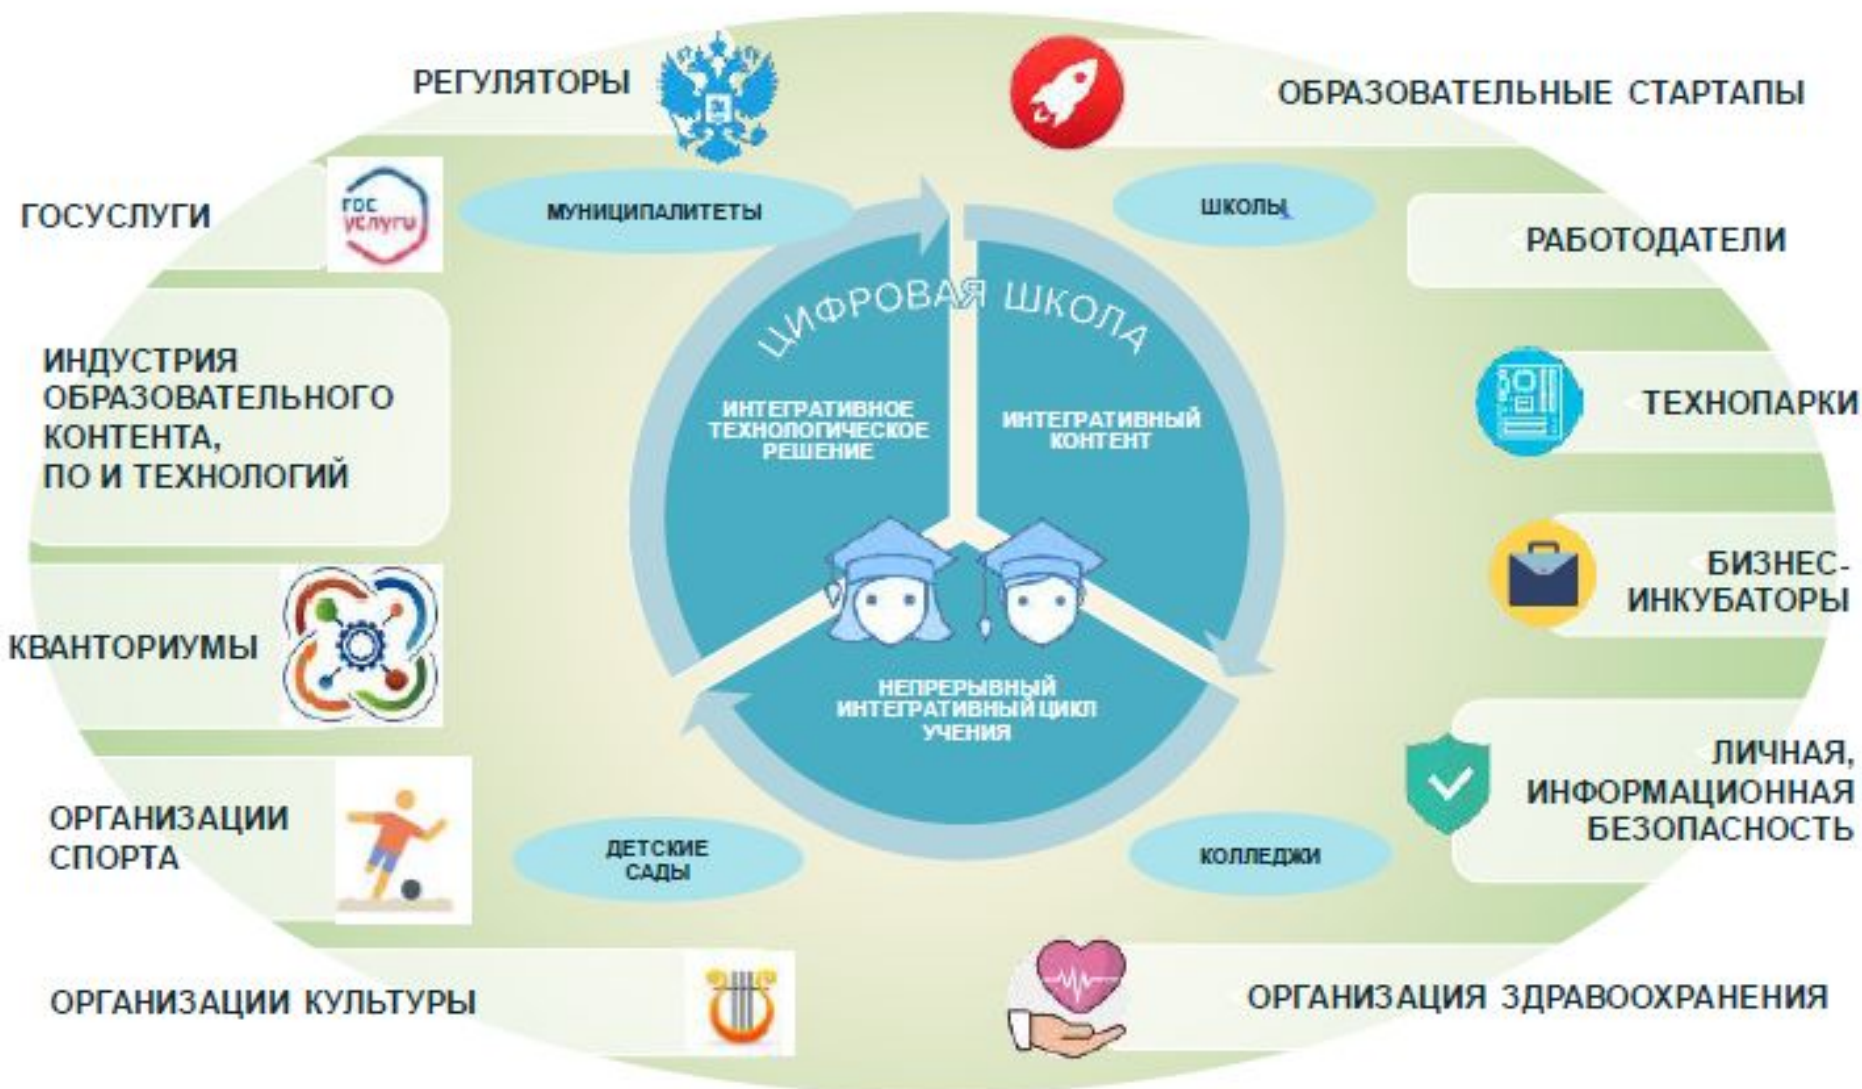 РЕГУЛЯТОРЫ
ОБРАЗОВАТЕЛЬНЫЕ СТАРТАПЫ
ГОСУСЛУГИ
гос
услуги
МУНИЦИПАЛИТЕТЫ
ШКОЛЫ
РАБОТОДАТЕЛИ
ЦИФРОВАЯ ШКОЛА
ИНДУСТРИЯ
ОБРАЗОВАТЕЛЬНОГО
КОНТЕНТА,
ПО И ТЕХНОЛОГИЙ
ИНТЕГРАТИВНОЕ
ТЕХНОЛОГИЧЕСКОЕ
РЕШЕНИЕ
ИНТЕГРАТИВНЫЙ
КОНТЕНТ
ТЕХНОПАРКИ
БИЗНЕС-
ИНКУБАТОРЫ
КВАНТОРИУМЫ
НЕПРЕРЫВНЫЙ
ИНТЕГРАТИВНЫЙ ЦИКЛ
УЧЕНИЯ
ЛИЧНАЯ,
ИНФОРМАЦИОННАЯ
БЕЗОПАСНОСТЬ
ОРГАНИЗАЦИИ
СПОРТА
ДЕТСКИЕ
САДЫ
КОЛЛЕДЖИ
ОРГАНИЗАЦИИ КУЛЬТУРЫ
ОРГАНИЗАЦИЯ ЗДРАВООХРАНЕНИЯ